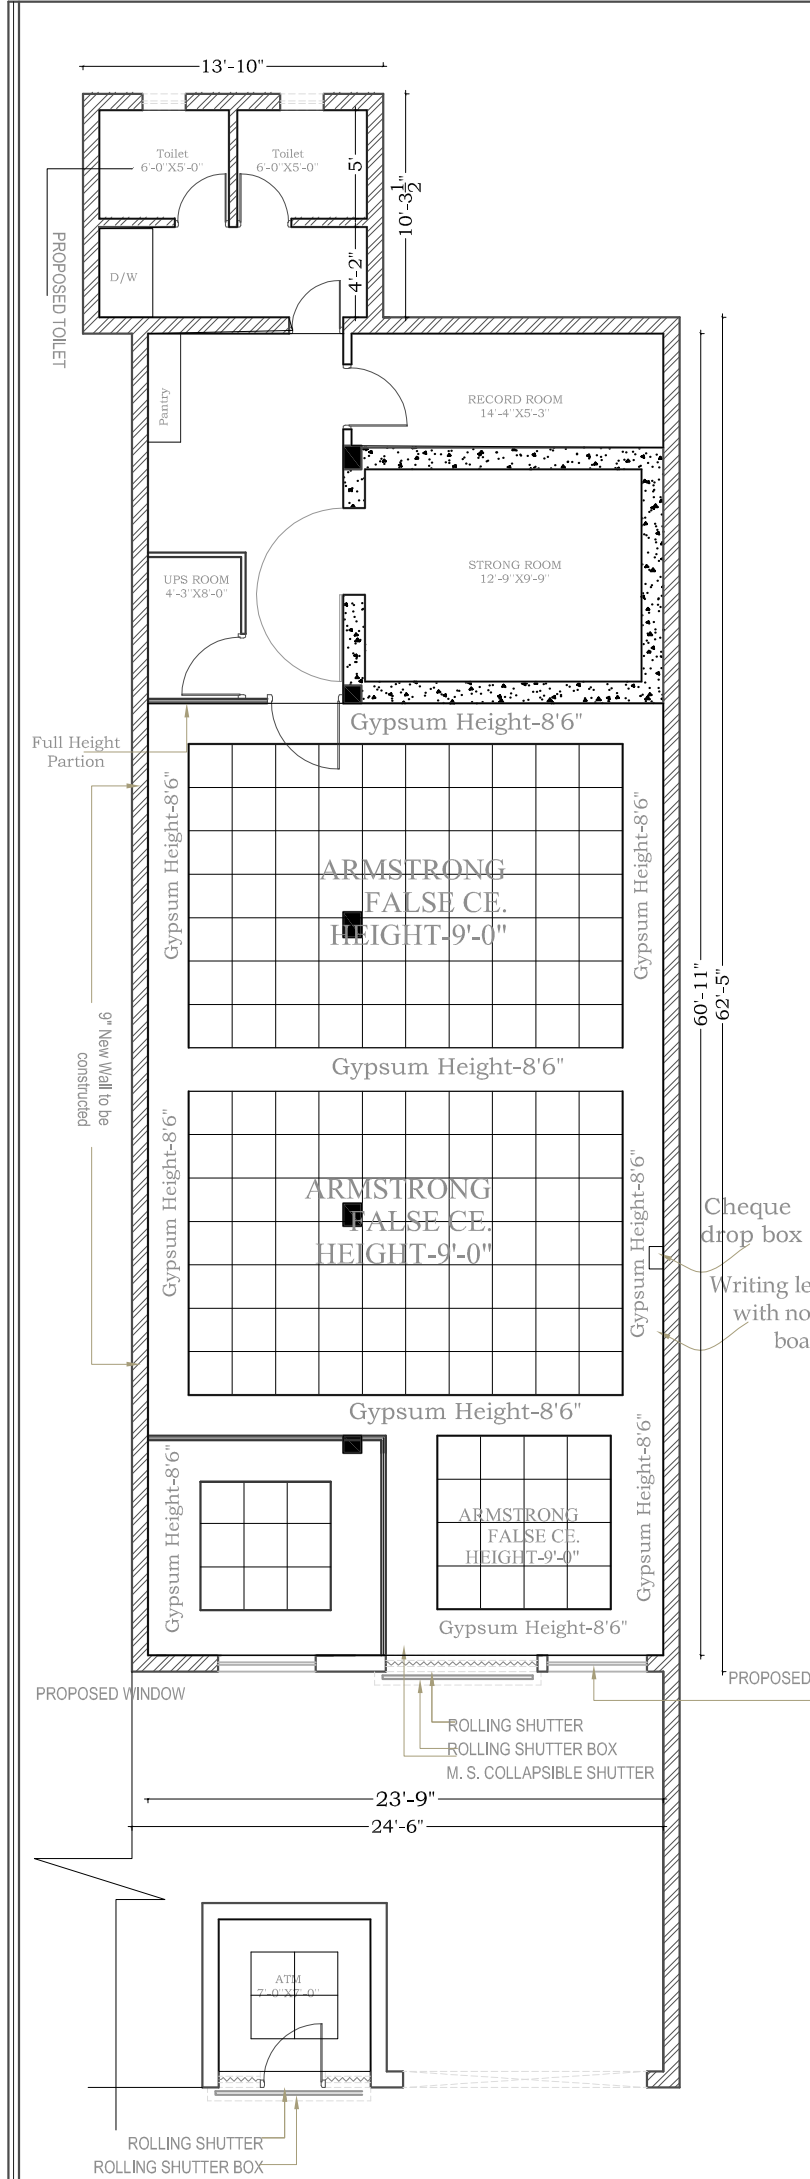 13'-10"
Toilet
6'-0"X5'-0"
Toilet
6'-0"X5'-0"
5'
10'-3½"
4'-2"
D/W
PROPOSED TOILET
Pantry
RECORD ROOM
14'-4"X5'-3"
STRONG ROOM
12'-9"X9'-9"
UPS ROOM
4'-3"X8'-0"
Full Height
Partion
Gypsum Height-8'6"
Gypsum Height-8'6"
Gypsum Height-8'6"
ARMSTRONG
FALSE CE.
HEIGHT-9'-0"
60'-11"
62'-5"
9" New Wall to be
constructed
Gypsum Height-8'6"
Gypsum Height-8'6"
Gypsum Height-8'6"
ARMSTRONG
FALSE CE.
HEIGHT-9'-0"
Cheque
drop box
Writing le
with no
boa
Gypsum Height-8'6"
Gypsum Height-8'6"
Gypsum Height-8'6"
ARMSTRONG
FALSE CE.
HEIGHT-9'-0"
Gypsum Height-8'6"
PROPOSED WINDOW
PROPOSED
ROLLING SHUTTER
ROLLING SHUTTER BOX
M. S. COLLAPSIBLE SHUTTER
23'-9"
24'-6"
ATM
7'-0"X7'-0"
ROLLING SHUTTER
ROLLING SHUTTER BOX